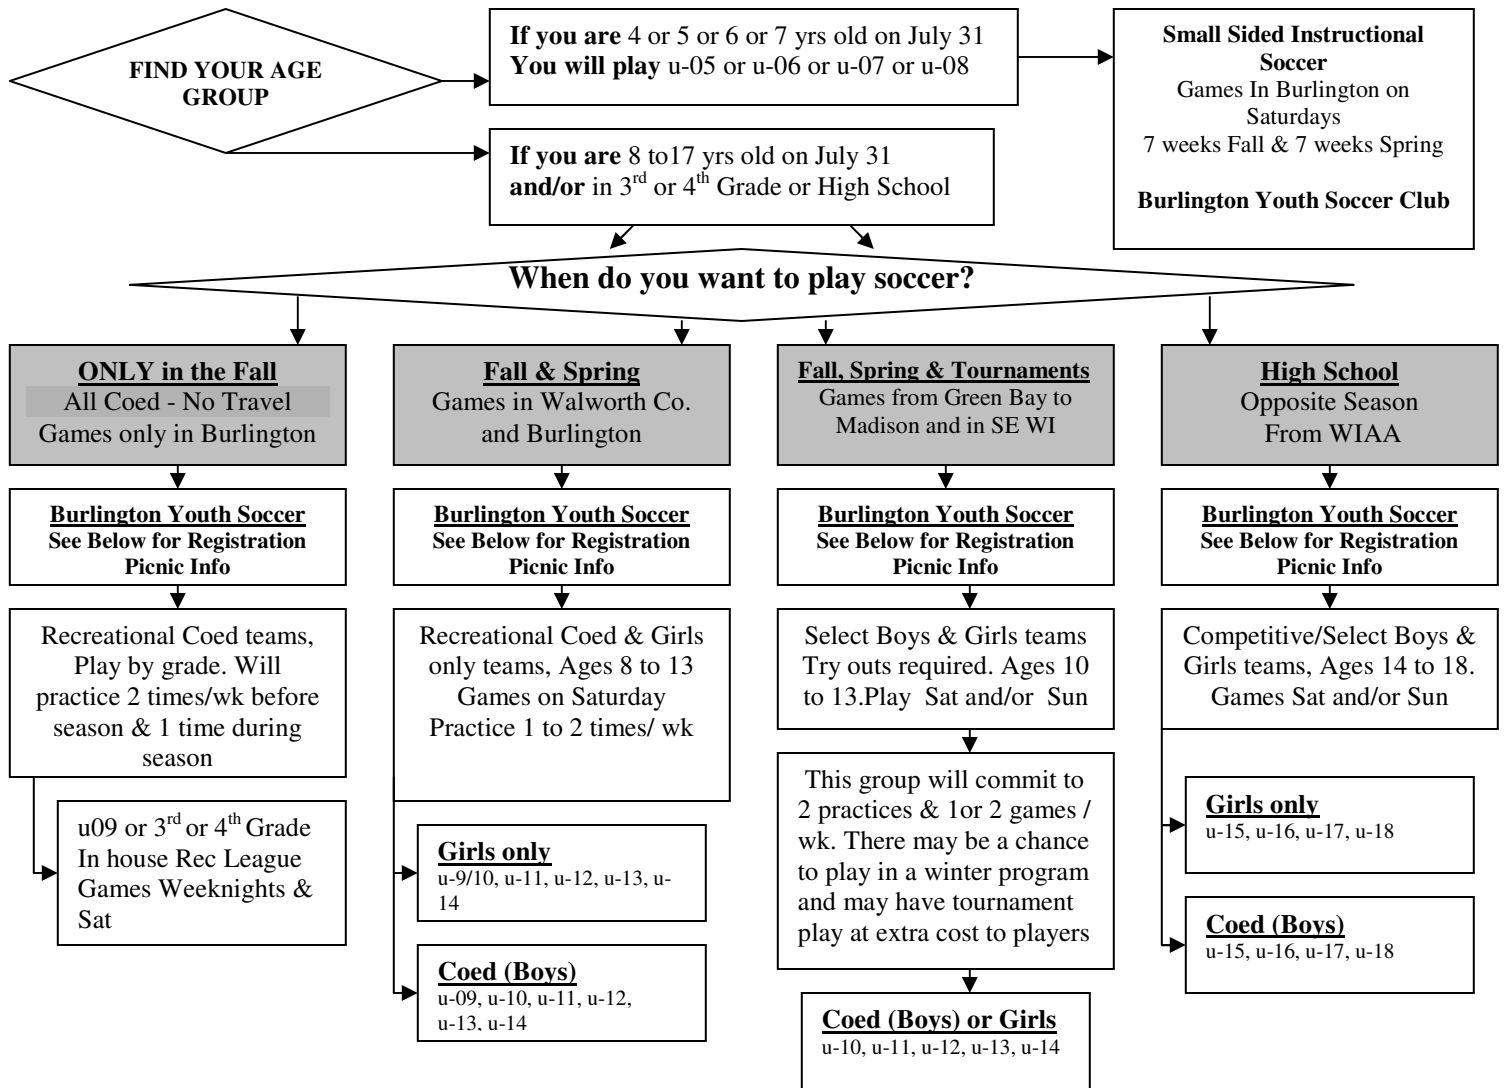 FIND YOUR AGE
GROUP
If you are 4 or 5 or 6 or 7 yrs old on July 31
You will play u-05 or u-06 or u-07 or u-08
Small Sided Instructional
Soccer
Games In Burlington on
Saturdays
7 weeks Fall & 7 weeks Spring
Burlington Youth Soccer Club
If you are 8 to17 yrs old on July 31
and/or in 3rd or 4th Grade or High School
When do you want to play soccer?
ONLY in the Fall
All Coed - No Travel
Games only in Burlington
Burlington Youth Soccer
See Below for Registration
Picnic Info
Recreational Coed teams,
Play by grade. Will
practice 2 times/wk before
season & 1 time during
season
u09 or 3rd or 4th Grade
In house Rec League
Games Weeknights &
Sat
Fall & Spring
Games in Walworth Co.
and Burlington
Burlington Youth Soccer
See Below for Registration
Picnic Info
Recreational Coed & Girls
only teams, Ages 8 to 13
Games on Saturday
Practice 1 to 2 times/ wk
Girls only
u-9/10, u-11, u-12, u-13, u-
14
Coed (Boys)
u-09, u-10, u-11, u-12,
u-13, u-14
Fall, Spring & Tournaments
Games from Green Bay to
Madison and in SE WI
Burlington Youth Soccer
See Below for Registration
Picnic Info
Select Boys & Girls teams
Try outs required. Ages 10
to 13.Play Sat and/or Sun
This group will commit to
2 practices & 1or 2 games /
wk. There may be a chance
to play in a winter program
and may have tournament
play at extra cost to players
Coed (Boys) or Girls
u-10, u-11, u-12, u-13, u-14
High School
Opposite Season
From WIAA
Burlington Youth Soccer
See Below for Registration
Picnic Info
Competitive/Select Boys &
Girls teams, Ages 14 to 18.
Games Sat and/or Sun
Girls only
u-15, u-16, u-17, u-18
Coed (Boys)
u-15, u-16, u-17, u-18